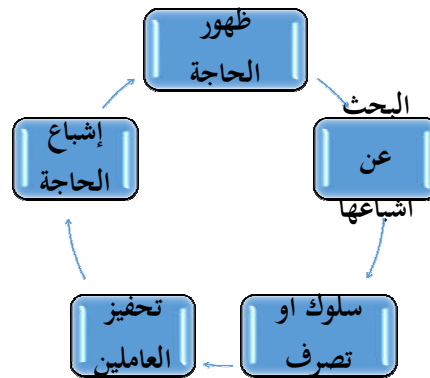 ظهور
الحاجة
البحث
عن
اشباعها
سلوك او
تصرف
تحفيز
العاملين
إشباع
الحاجة